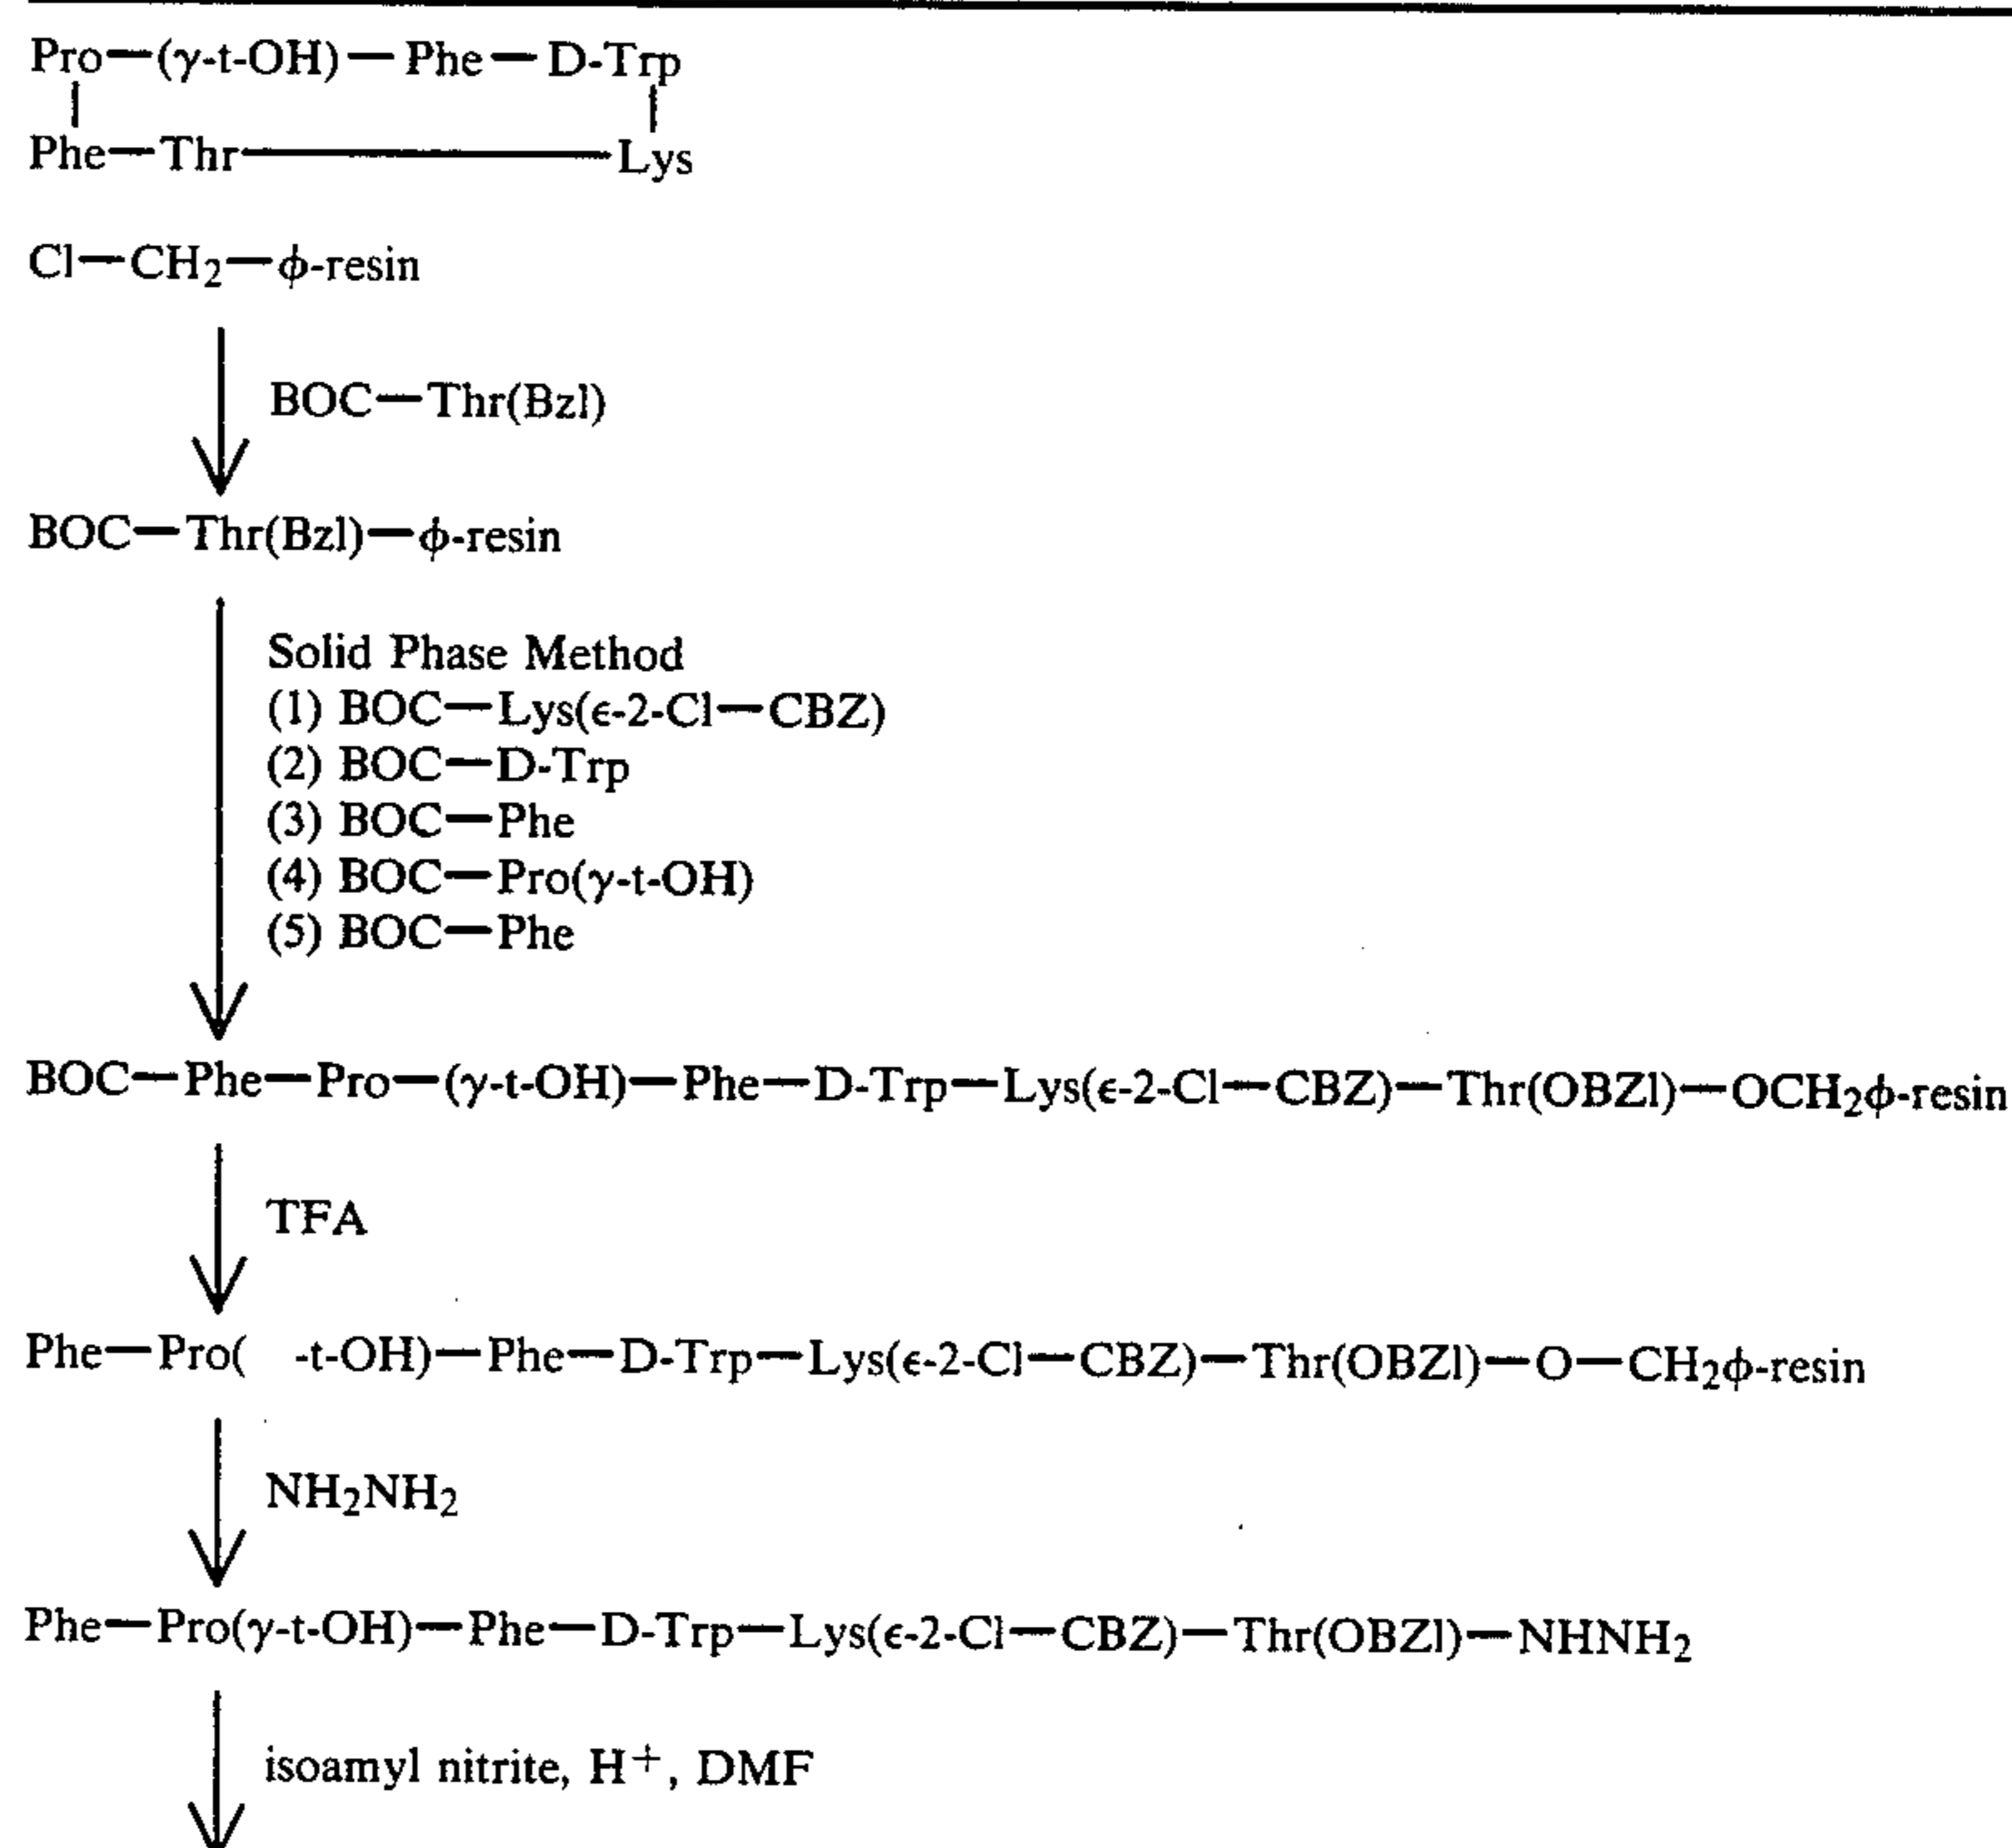 Pro—(γ-t-OH)—Phe—D-Trp
Phe—Thr—Lys
Cl—CH₂—ϕ-resin
BOC—Thr(Bzl)
BOC—Thr(Bzl)—ϕ-resin
Solid Phase Method
(1) BOC—Lys(ϵ-2-Cl—CBZ)
(2) BOC—D-Trp
(3) BOC—Phe
(4) BOC—Pro(γ-t-OH)
(5) BOC—Phe
BOC—Phe—Pro—(γ-t-OH)—Phe—D-Trp—Lys(ϵ-2-Cl—CBZ)—Thr(OBZl)—OCH₂ϕ-resin
TFA
Phe—Pro( -t-OH)—Phe—D-Trp—Lys(ϵ-2-Cl—CBZ)—Thr(OBZl)—O—CH₂ϕ-resin
NH₂NH₂
Phe—Pro(γ-t-OH)—Phe—D-Trp—Lys(ϵ-2-Cl—CBZ)—Thr(OBZl)—NHNH₂
isoamyl nitrite, H⁺, DMF